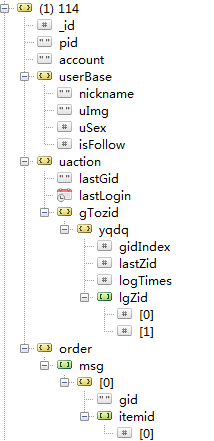 (1) 114
_id
pid
account
userBase
nickname
uImg
uSex
isFollow
uaction
lastGid
lastLogin
gTozid
yqdq
gidIndex
lastZid
logTimes
lgZid
[0]
[1]
order
msg
[0]
gid
itemid
[0]